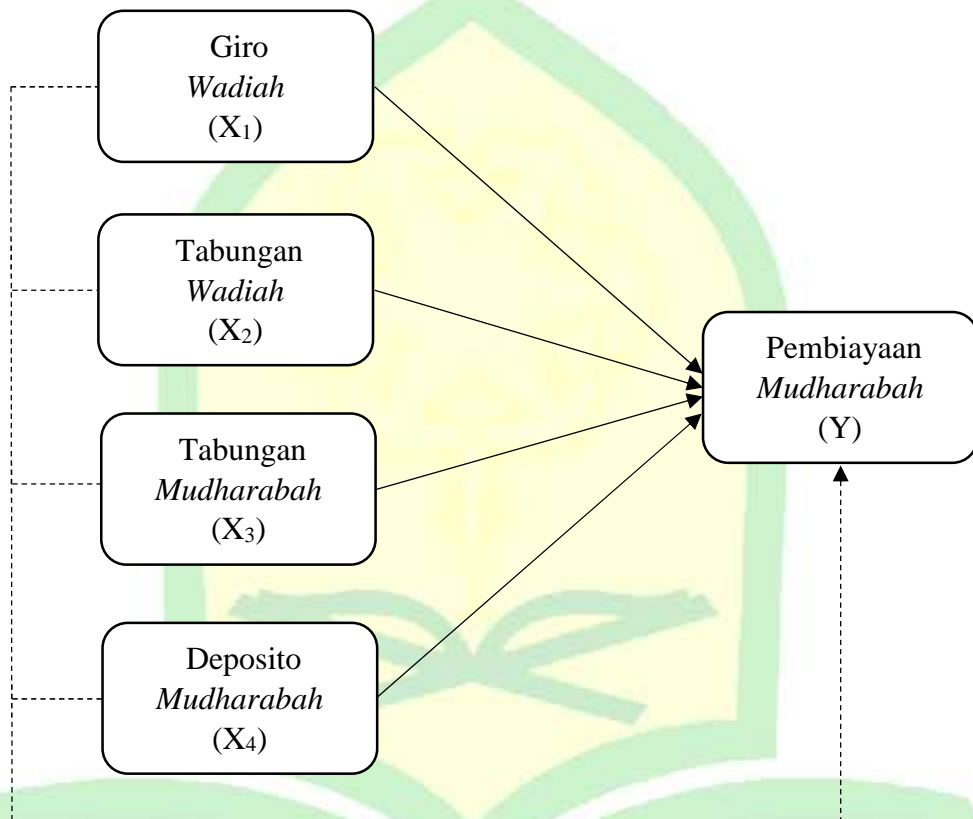 Giro
Wadiah
(X₁)
Tabungan
Wadiah
(X₂)
Tabungan
Mudharabah
(X₃)
Deposito
Mudharabah
(X₄)
Pembiayaan
Mudharabah
(Y)